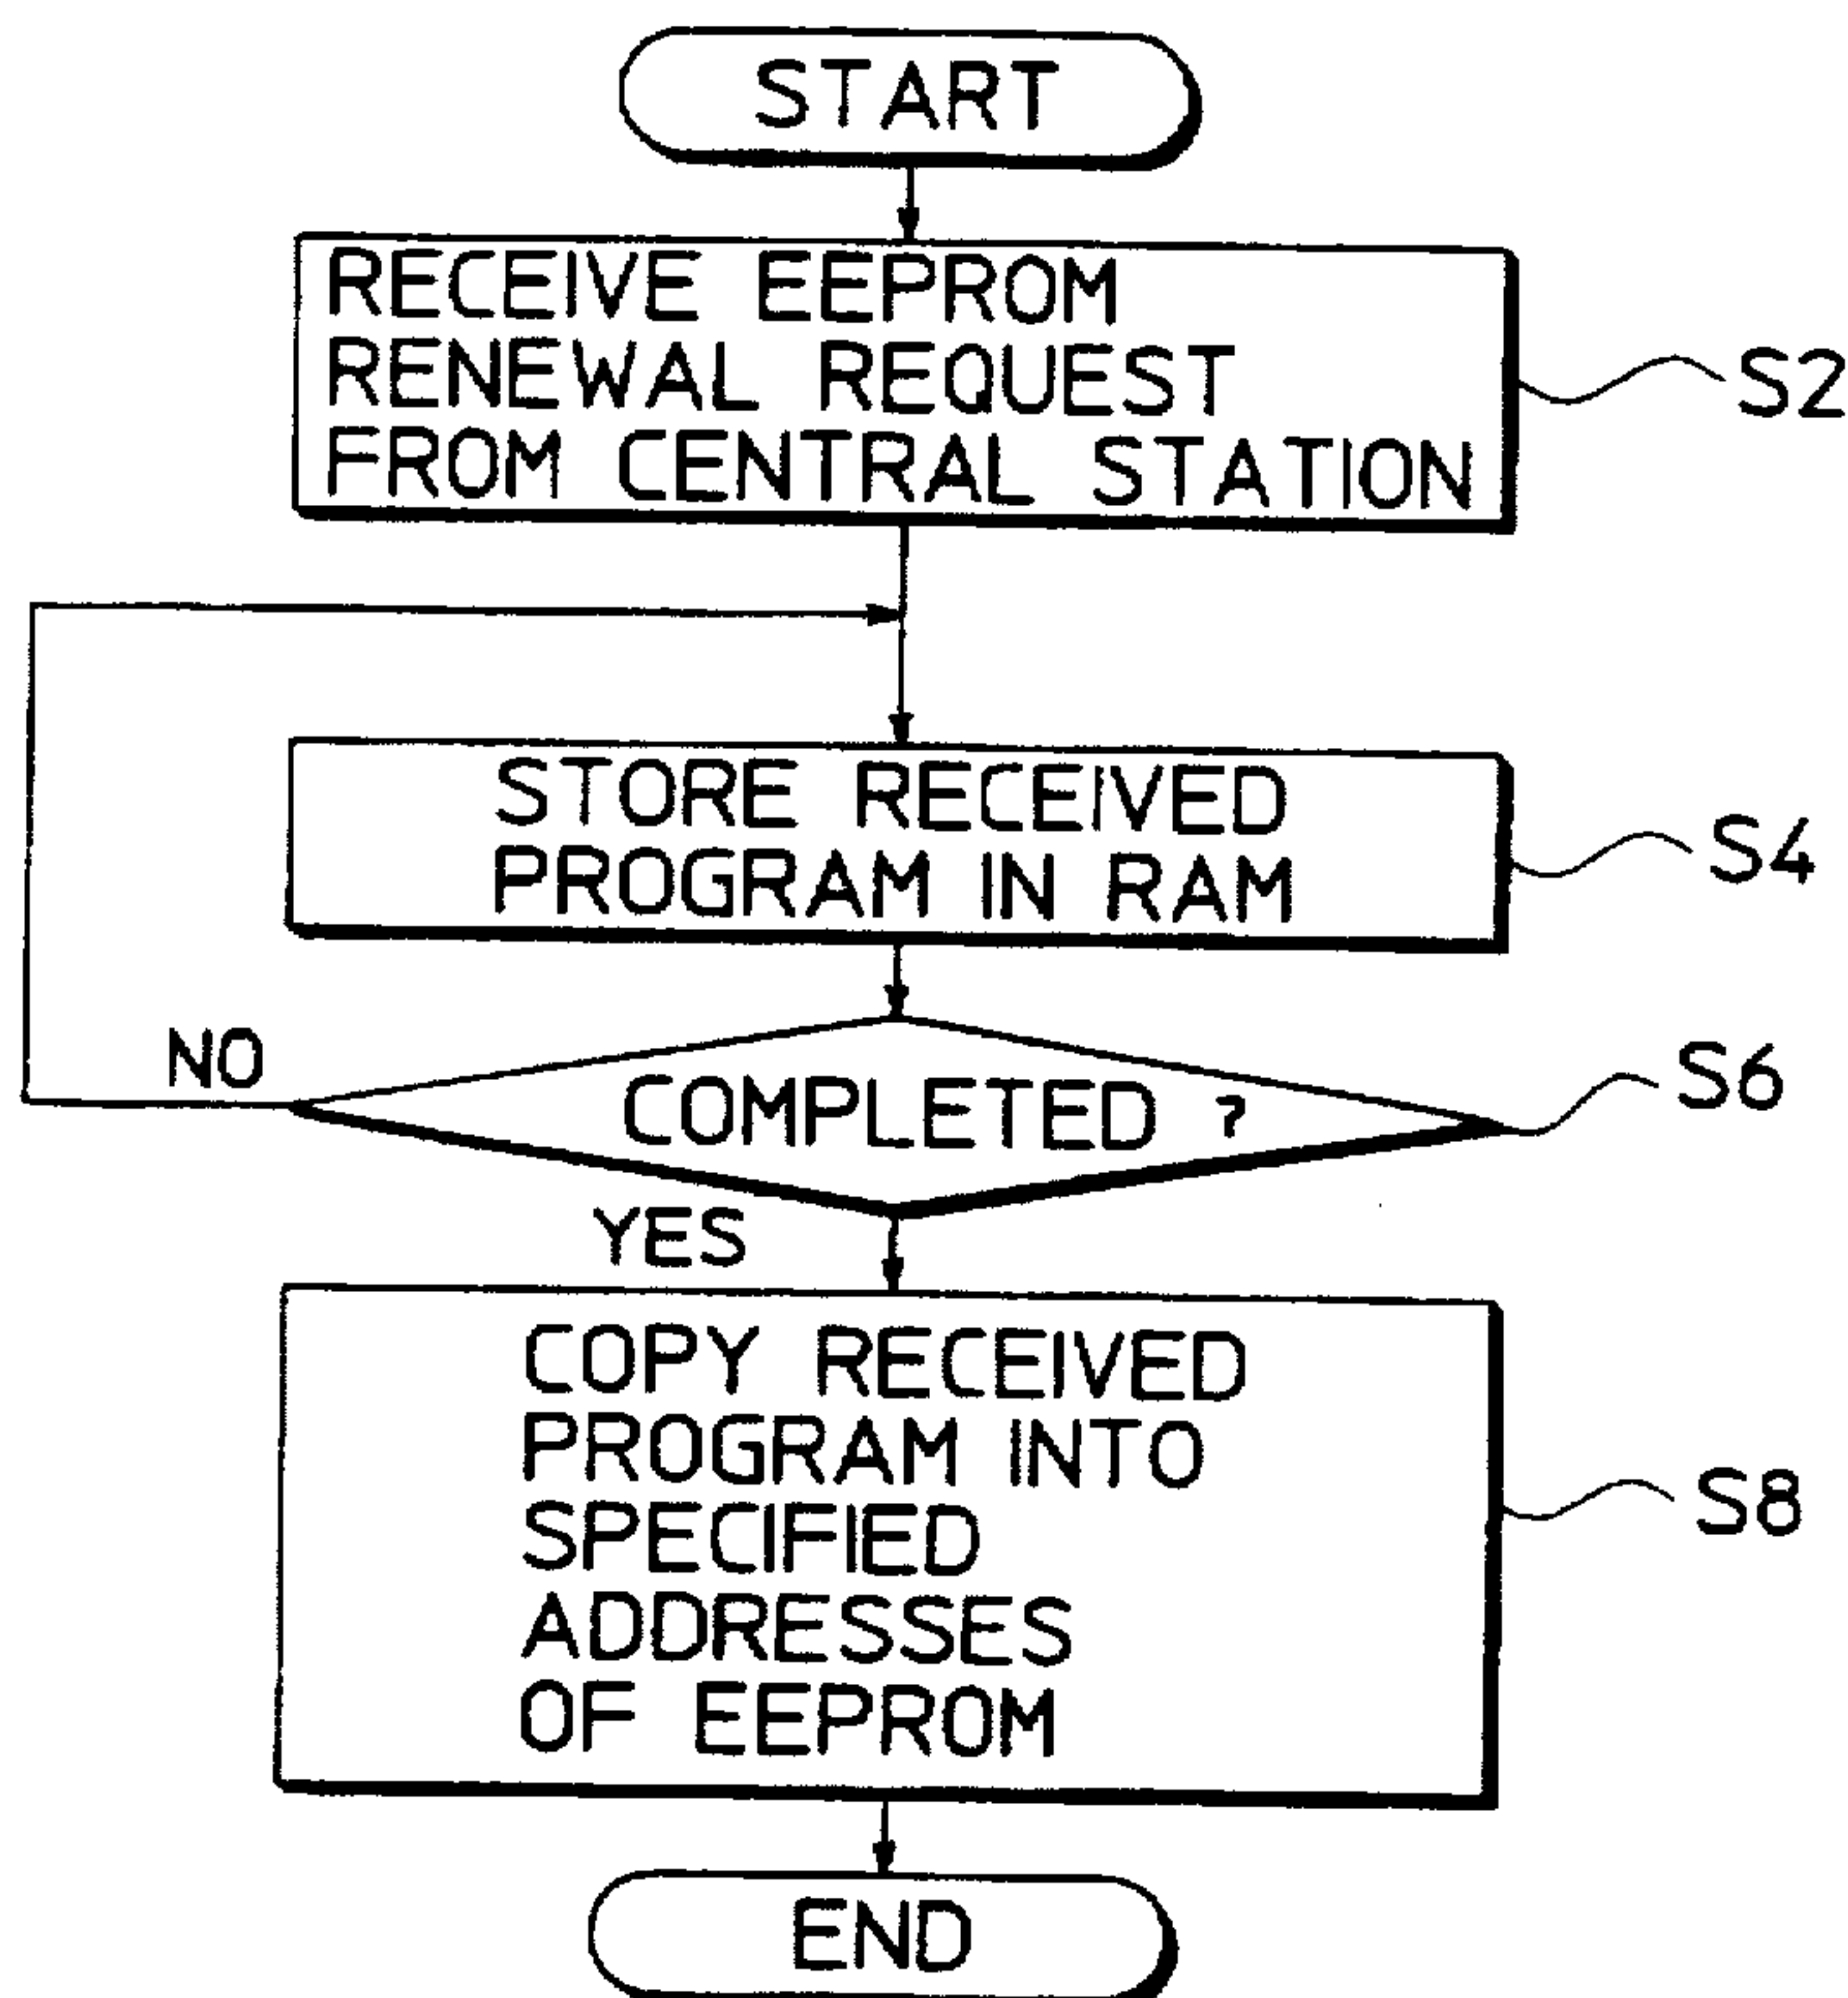 START
RECEIVE EEPROM
RENEWAL REQUEST
FROM CENTRAL STATION
S2
STORE RECEIVED
PROGRAM IN RAM
S4
NO
COMPLETED ?
S6
YES
COPY RECEIVED
PROGRAM INTO
SPECIFIED
ADDRESSES
OF EEPROM
S8
END